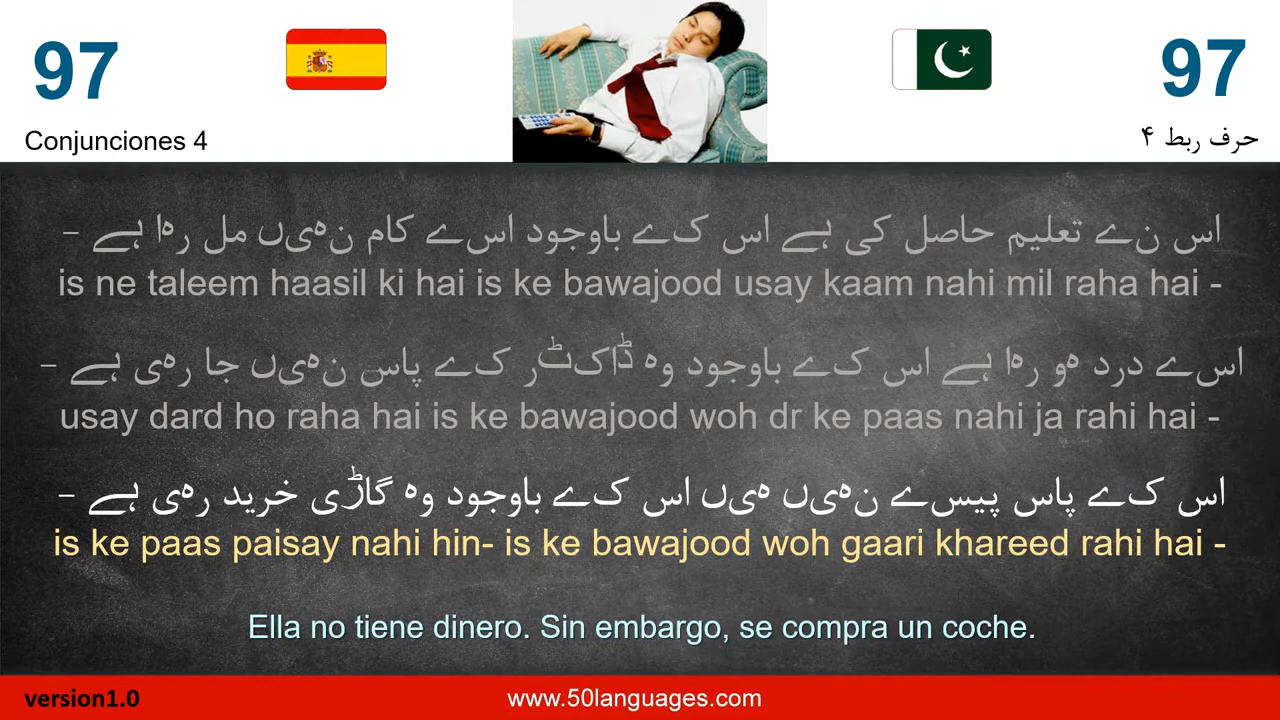 97
97
Conjunciones 4
حرف ربط ۴
اس نے تعلیم حاصل کی ہے اس کے باوجود اسے کام نہیں مل رہا ہے –
is ne taleem haasil ki hai is ke bawajood usay kaam nahi mil raha hai -
اسے درد ہو رہا ہے اس کے باوجود وہ ڈاکٹر کے پاس نہیں جا رہی ہے –
usay dard ho raha hai is ke bawajood woh dr ke paas nahi ja rahi hai -
اس کے پاس پیسے نہیں ہیں اس کے باوجود وہ گاڑی خرید رہی ہے –
is ke paas paisay nahi hin- is ke bawajood woh gaari khareed rahi hai -
Ella no tiene dinero. Sin embargo, se compra un coche.
version1.0
www.50languages.com